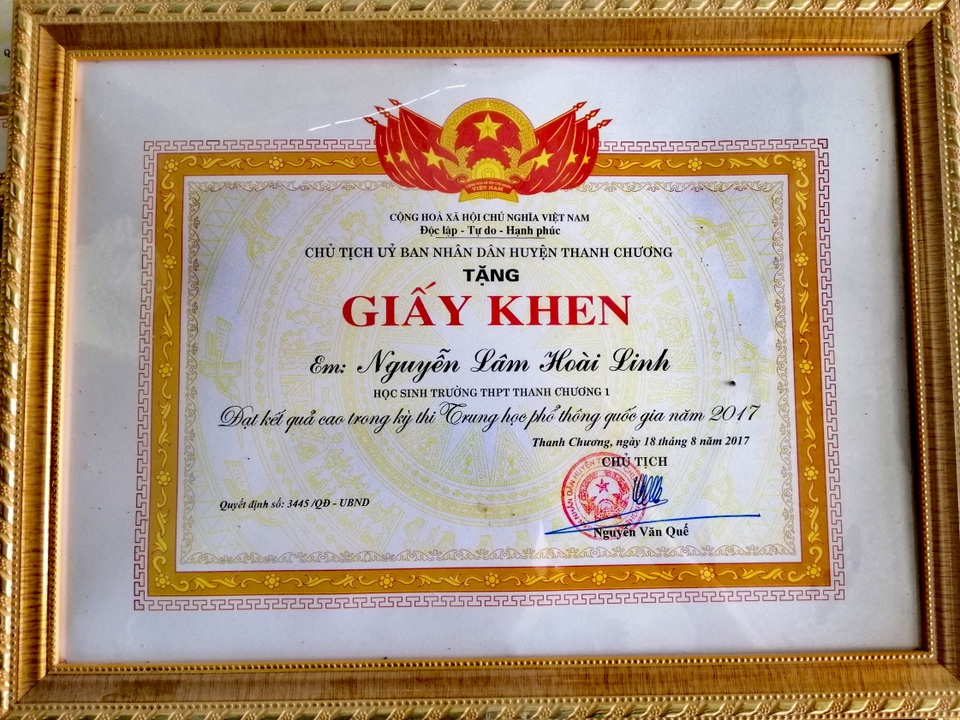 CỘNG HOÀ XÃ HỘI CHỦ NGHĨA VIỆT NAM
Độc lập - Tự do - Hạnh phúc
CHỦ TỊCH UỶ BAN NHÂN DÂN HUYỆN THANH CHƯƠNG
TẶNG
GIẤY KHEN
Em: Nguyễn Lâm Hoài Linh
HỌC SINH TRƯỜNG THPT THANH CHƯƠNG 1
Đạt kết quả cao trong kỳ thi Trung học phổ thông quốc gia năm 2017
Thanh Chương, ngày 18 tháng 8 năm 2017
CHỦ TỊCH
Quyết định số: 3445 /QĐ - UBND
Nguyễn Văn Quế
VIỆT NAM